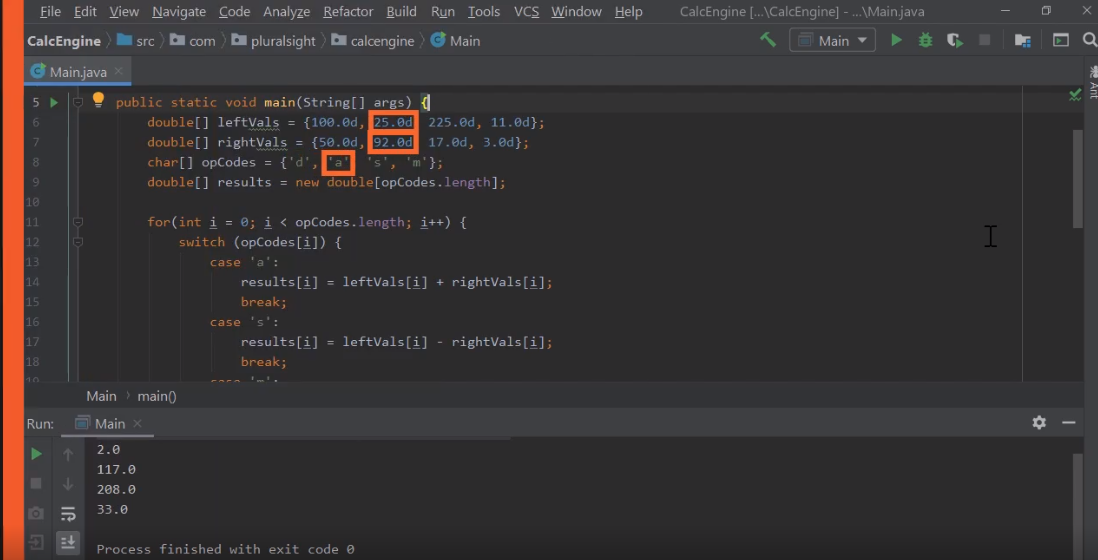 File Edit View Navigate Code Analyze Refactor Build Run Tools VCS Window Help CalcEngine [...\CalcEngine] - ...\Main.java
CalcEngine src com pluralsight calcengine Main Main
Main.java
Ant
5 public static void main(String[] args) {
6 double[] leftVals = {100.0d, 25.0d 225.0d, 11.0d};
7 double[] rightVals = {50.0d, 92.0d 17.0d, 3.0d};
8 char[] opCodes = {'d', 'a' 's', 'm'};
9 double[] results = new double[opCodes.length];
10
11 for(int i = 0; i < opCodes.length; i++) {
12 switch (opCodes[i]) {
13 case 'a':
14 results[i] = leftVals[i] + rightVals[i];
15 break;
16 case 's':
17 results[i] = leftVals[i] - rightVals[i];
18 break;
19 case 'm':
Main main()
Run: Main
2.0
117.0
208.0
33.0
Process finished with exit code 0